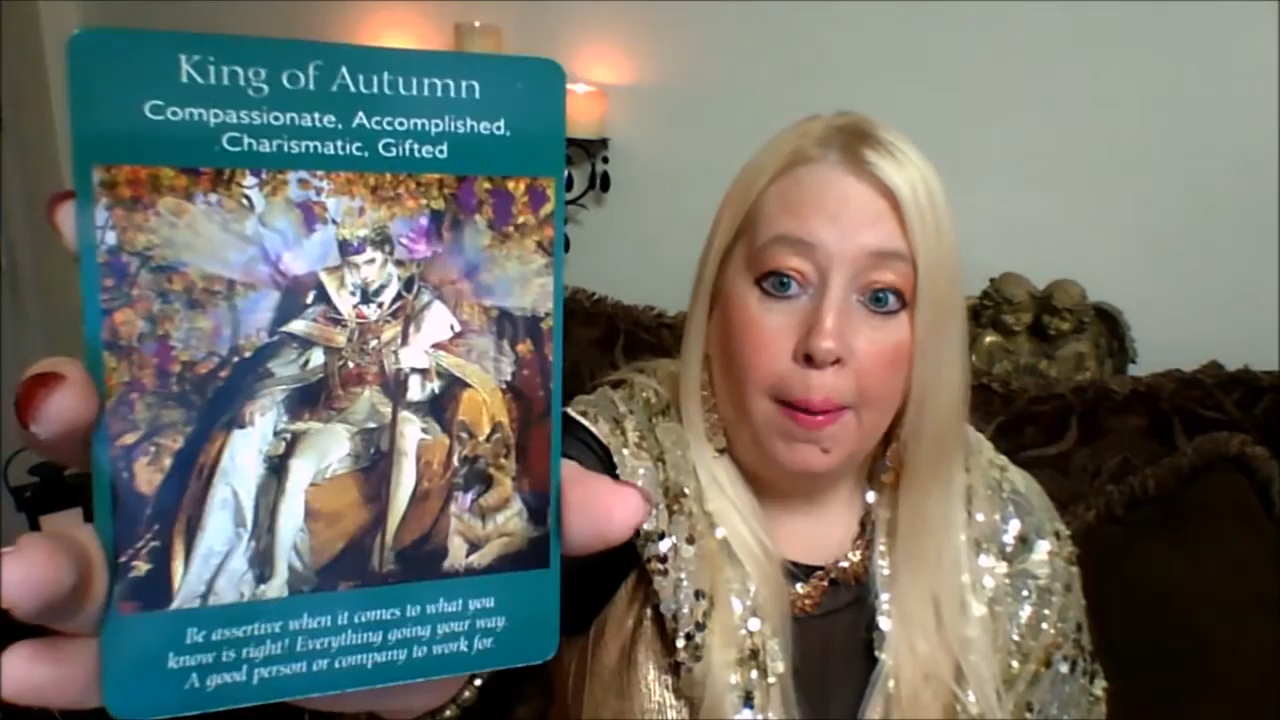 King of Autumn
Compassionate, Accomplished,
Charismatic, Gifted
Be assertive when it comes to what you
know is right! Everything going your way.
A good person or company to work for.